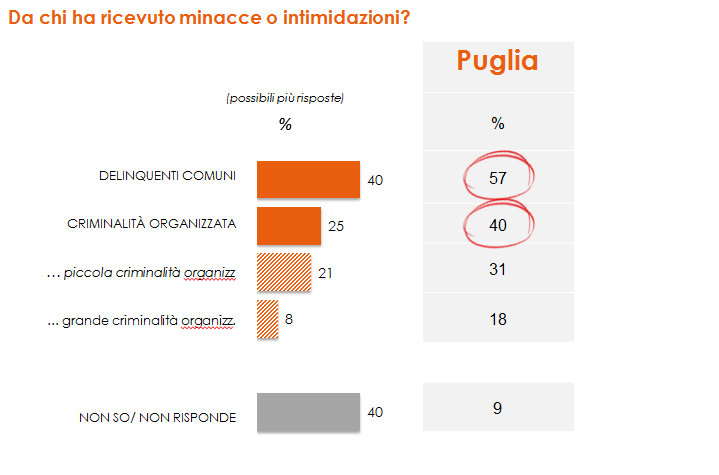 Da chi ha ricevuto minacce o intimidazioni?
Puglia
(possibili più risposte)
%
%
DELINQUENTI COMUNI 40 57
CRIMINALITÀ ORGANIZZATA 25 40
... piccola criminalità organizz 21 31
... grande criminalità organizz. 8 18
NON SO/ NON RISPONDE 40 9